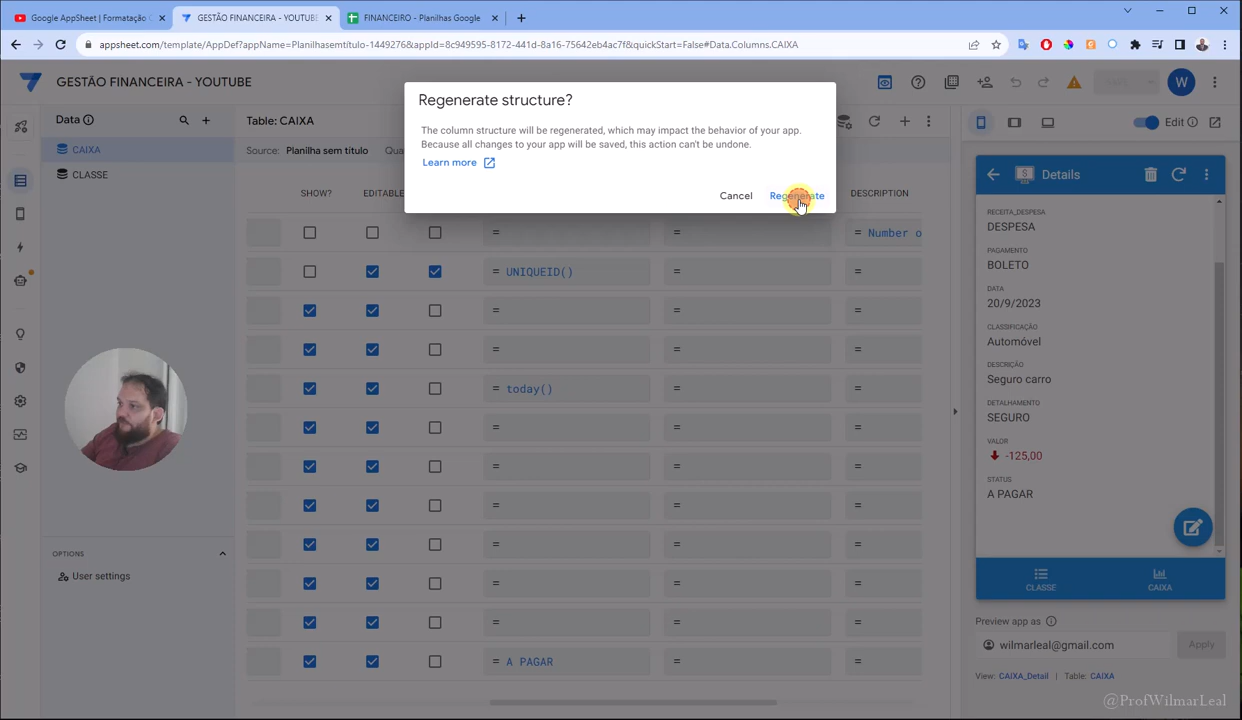 Google AppSheet | Formatação C
GESTÃO FINANCEIRA - YOUTUBE
FINANCEIRO - Planilhas Google
appsheet.com/template/AppDef?appName=Planilhasemtítulo-1449276&appId=8c949595-8172-441d-8a16-75642eb4ac7f&quickStart=False#Data.Columns.CAIXA
GESTÃO FINANCEIRA - YOUTUBE
W
Regenerate structure?
The column structure will be regenerated, which may impact the behavior of your app.
Because all changes to your app will be saved, this action can't be undone.
Learn more
Cancel
Regenerate
Data
Table: CAIXA
Edit
CAIXA
CLASSE
Source: Planilha sem título Qua
SHOW?
EDITABLE
DESCRIPTION
= = = Number o
= UNIQUEID() = =
= = =
= = =
= today() = =
= = =
= = =
= = =
= = =
= = =
= = =
= A PAGAR = =
OPTIONS
User settings
Details
RECEITA_DESPESA
DESPESA
PAGAMENTO
BOLETO
DATA
20/9/2023
CLASSIFICAÇÃO
Automóvel
DESCRIÇÃO
Seguro carro
DETALHAMENTO
SEGURO
VALOR
-125,00
STATUS
A PAGAR
CLASSE
CAIXA
Preview app as
wilmarleal@gmail.com
Apply
View: CAIXA_Detail | Table: CAIXA
@ProfWilmarLeal